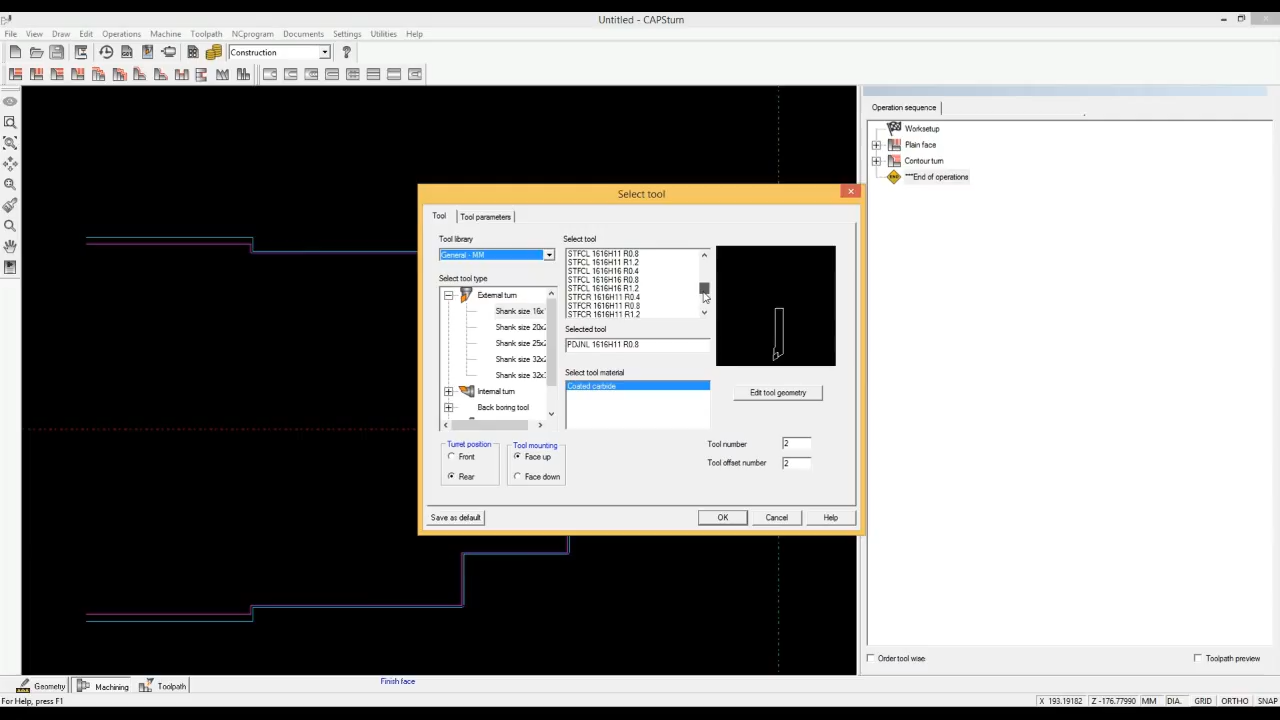 Untitled - CAPSturn
File View Draw Edit Operations Machine Toolpath NCprogram Documents Settings Utilities Help
Construction
Operation sequence
Worksetup
Plain face
Contour turn
***End of operations
Select tool
Tool Tool parameters
Tool library
General - MM
Select tool type
External turn
Shank size 16x
Shank size 20x2
Shank size 25x2
Shank size 32x2
Shank size 32x
Internal turn
Back boring tool
Select tool
STFCL 1616H11 R0.8
STFCL 1616H11 R1.2
STFCL 1616H16 R0.4
STFCL 1616H16 R0.8
STFCL 1616H16 R1.2
STFCR 1616H11 R0.4
STFCR 1616H11 R0.8
STFCR 1616H11 R1.2
Selected tool
PDJNL 1616H11 R0.8
Select tool material
Coated carbide
Edit tool geometry
Turret position
Front
Rear
Tool mounting
Face up
Face down
Tool number 2
Tool offset number 2
Save as default OK Cancel Help
Order tool wise Toolpath preview
Geometry Machining Toolpath
Finish face
For Help, press F1
X 193.19182 Z -176.77990 MM DIA. GRID ORTHO SNAP